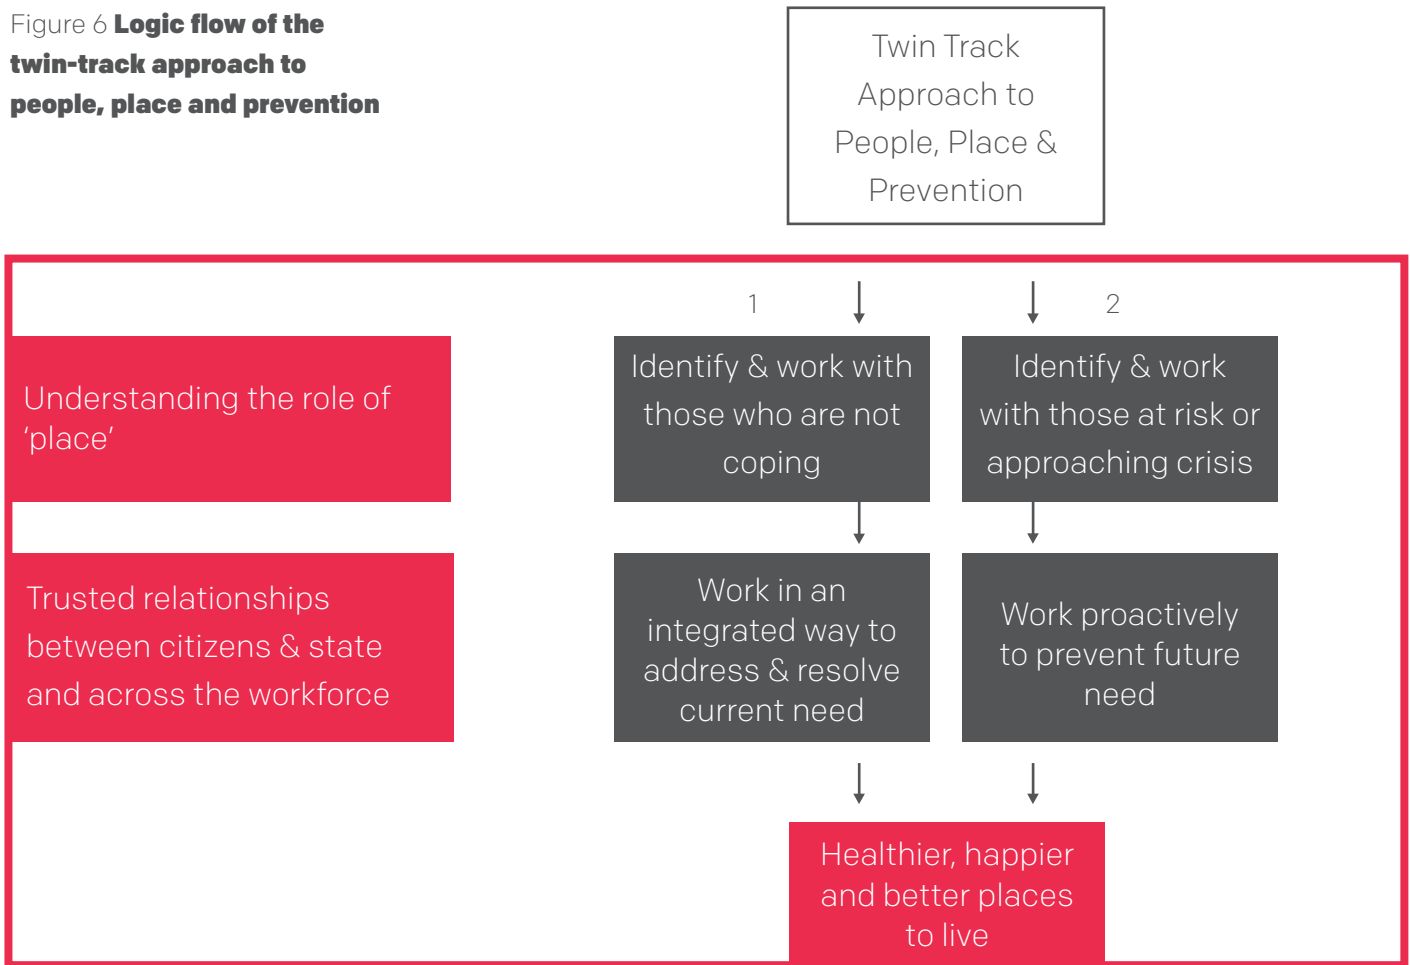 Figure 6 Logic flow of the
twin-track approach to
people, place and prevention
Twin Track
Approach to
People, Place &
Prevention
1
2
Understanding the role of
‘place’
Identify & work with
those who are not
coping
Identify & work
with those at risk or
approaching crisis
Trusted relationships
between citizens & state
and across the workforce
Work in an
integrated way to
address & resolve
current need
Work proactively
to prevent future
need
Healthier, happier
and better places
to live